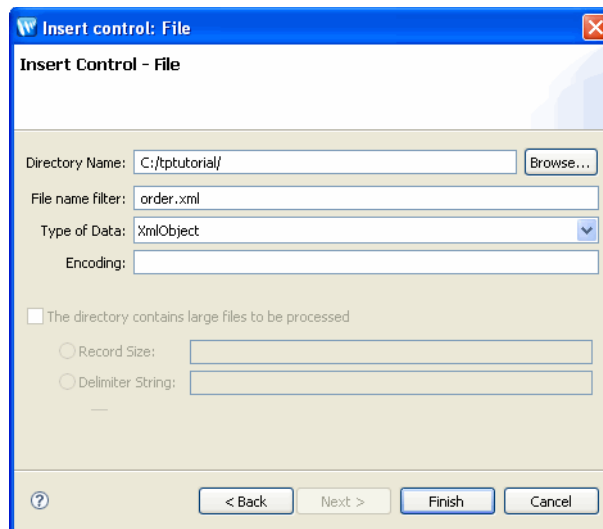 Insert control: File
Insert Control - File
Directory Name: C:/tptutorial/ Browse...
File name filter: order.xml
Type of Data: XmlObject
Encoding:
The directory contains large files to be processed
Record Size:
Delimiter String:
? < Back Next > Finish Cancel